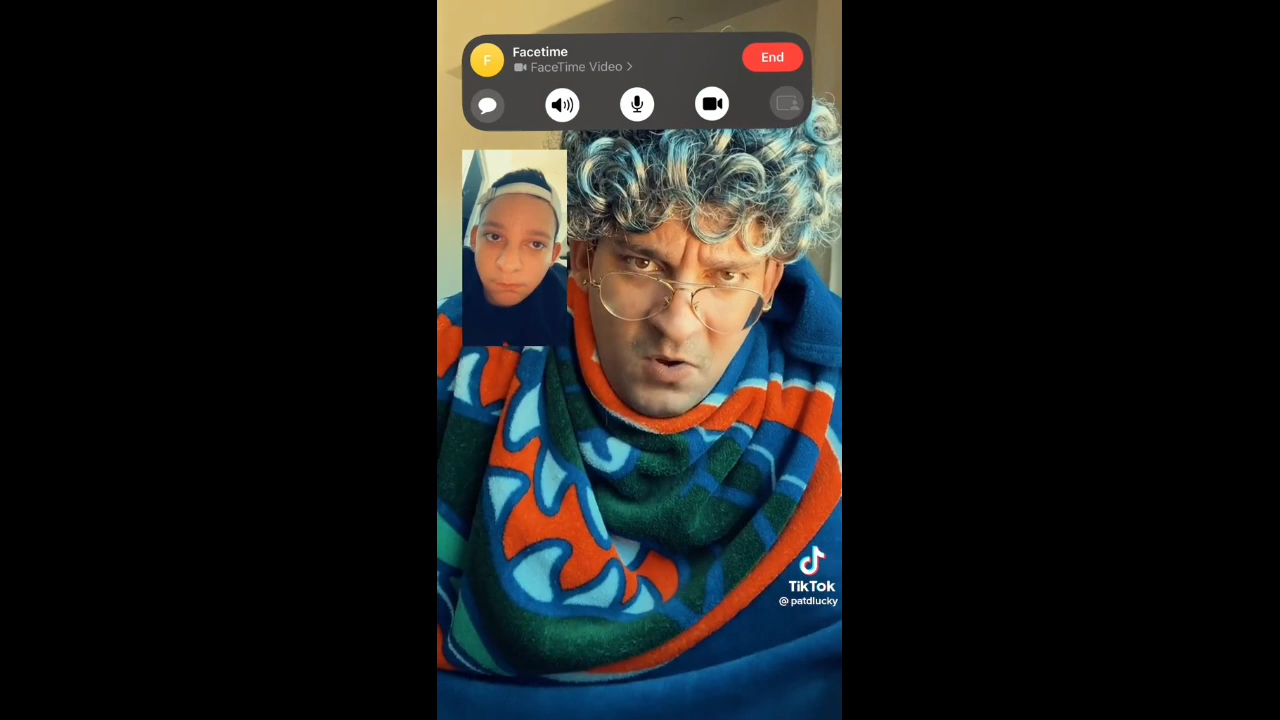 F
Facetime
FaceTime Video >
End
TikTok
@ patdlucky